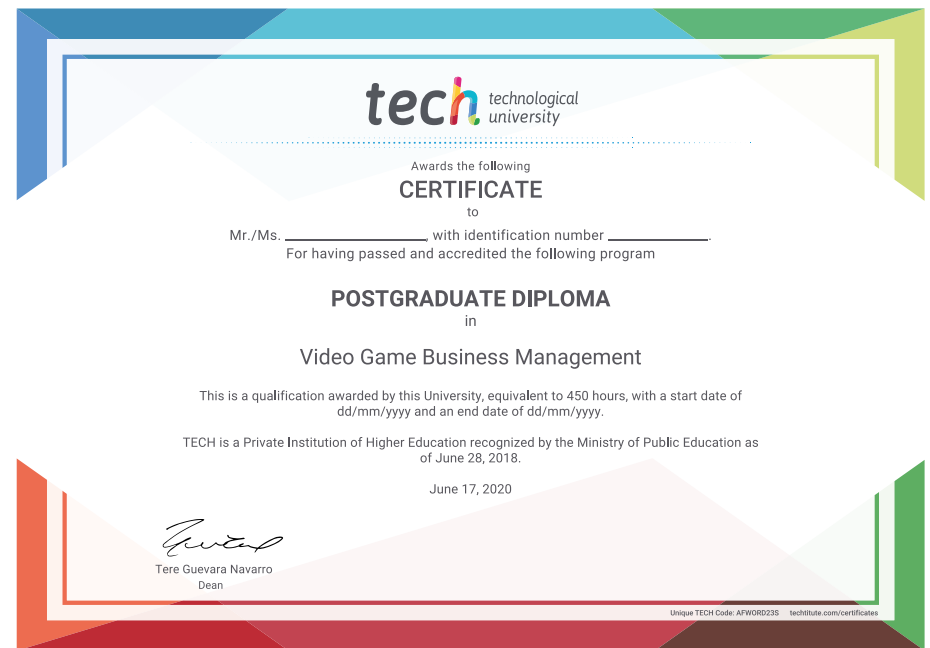 tech technological
university
Awards the following
CERTIFICATE
to
Mr./Ms. ____________________, with identification number ______________.
For having passed and accredited the following program
POSTGRADUATE DIPLOMA
in
Video Game Business Management
This is a qualification awarded by this University, equivalent to 450 hours, with a start date of
dd/mm/yyyy and an end date of dd/mm/yyyy.
TECH is a Private Institution of Higher Education recognized by the Ministry of Public Education as
of June 28, 2018.
June 17, 2020
Tere Guevara Navarro
Dean
Unique TECH Code: AFWORD23S techtitute.com/certificates